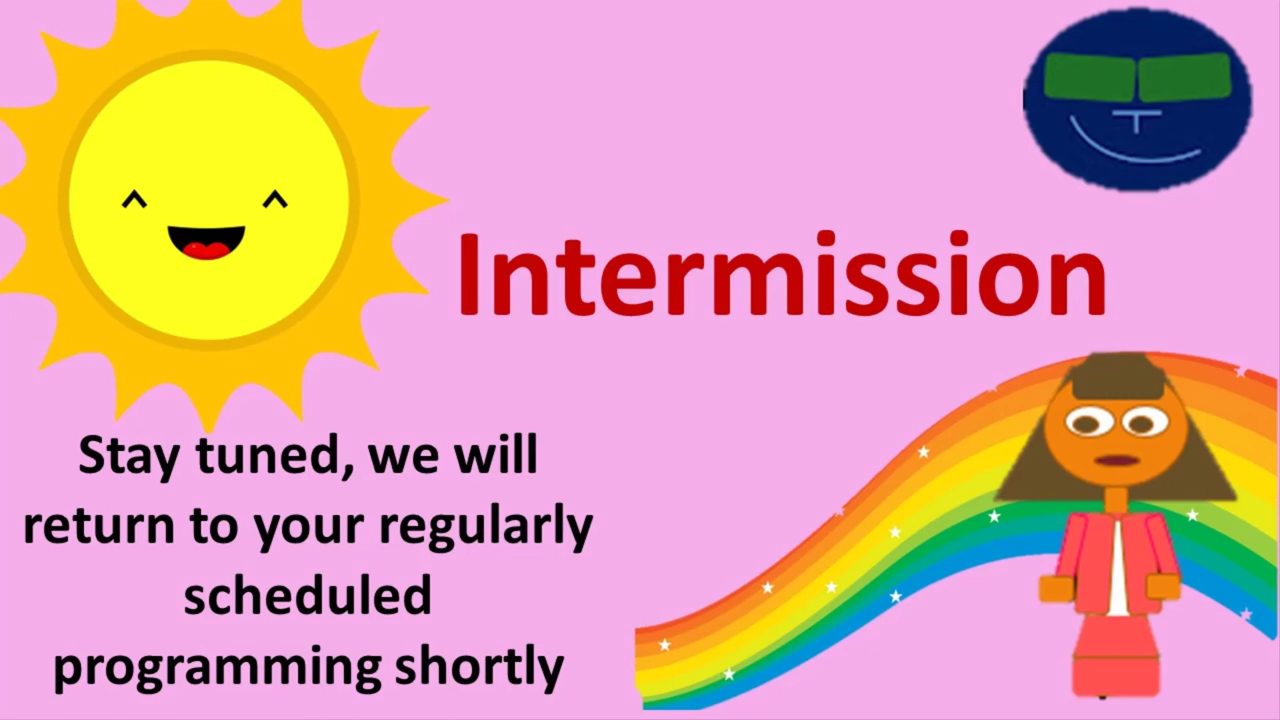 Intermission
Stay tuned, we will
return to your regularly
scheduled
programming shortly